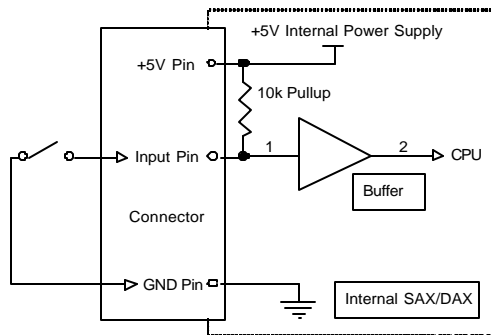 +5V Internal Power Supply
+5V Pin
10k Pullup
Input Pin
1
2
CPU
Buffer
Connector
GND Pin
Internal SAX/DAX